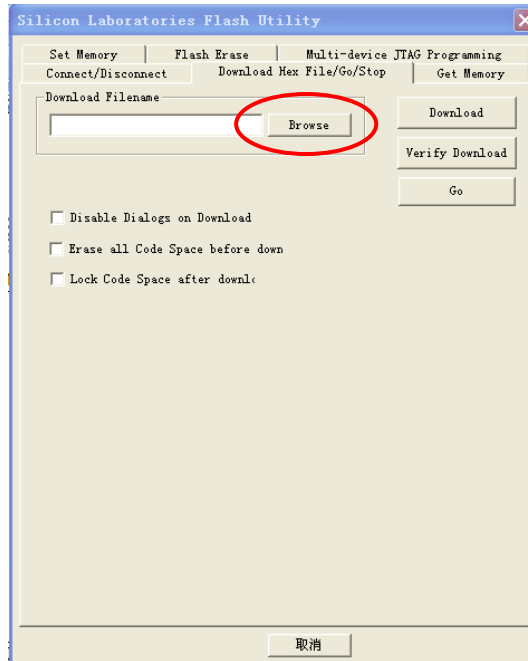 Silicon Laboratories Flash Utility
Set Memory Flash Erase Multi-device JTAG Programming
Connect/Disconnect Download Hex File/Go/Stop Get Memory
Download Filename
Browse
Download
Verify Download
Go
Disable Dialogs on Download
Erase all Code Space before down
Lock Code Space after downlo
取消